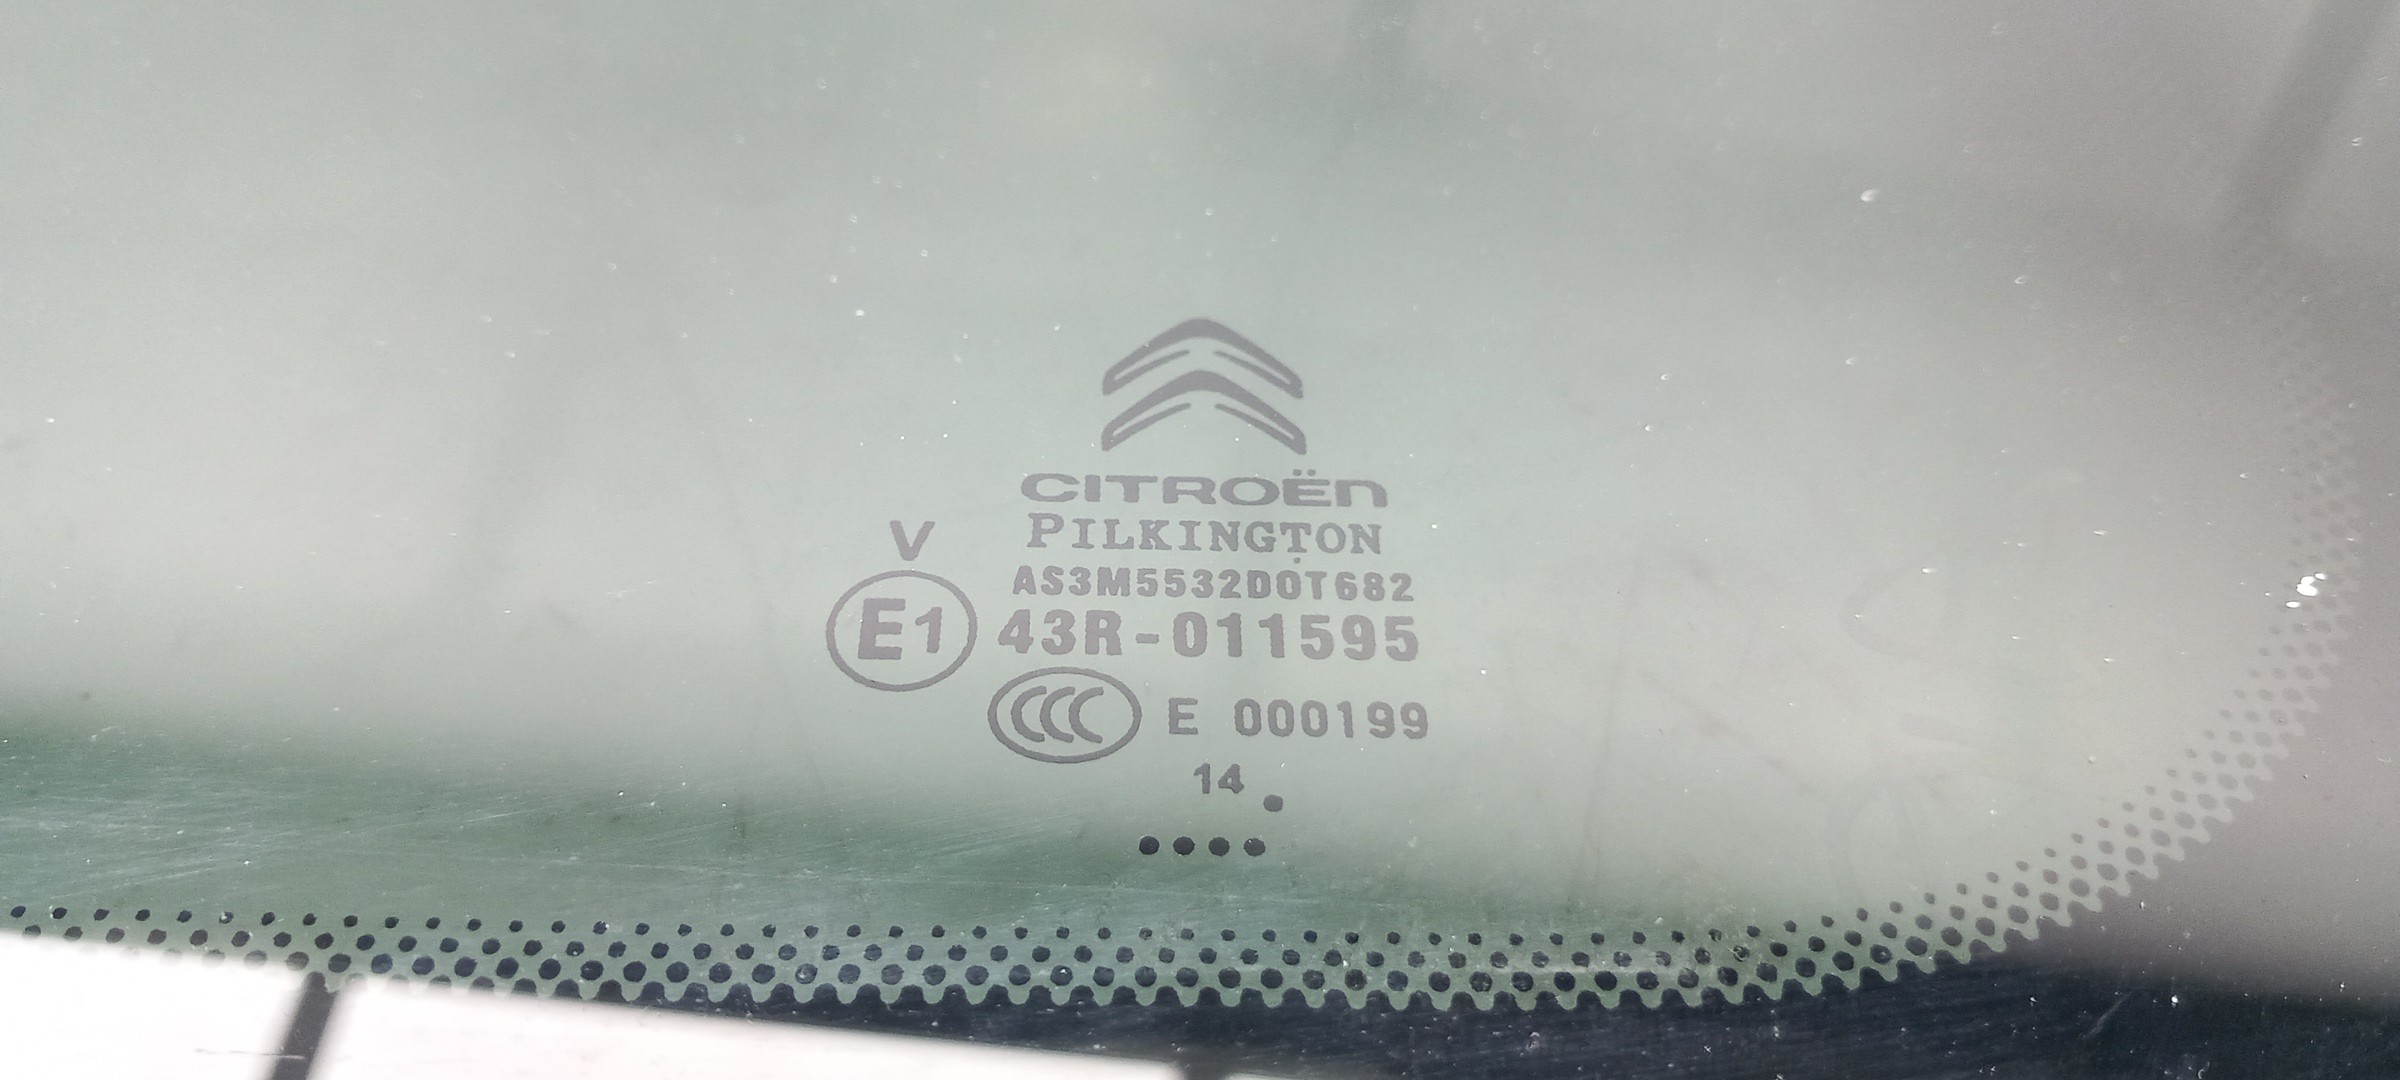 CITROËN
PILKINGTON
V
AS3M5532DOT682
E1 43R-011595
CCC E 000199
14